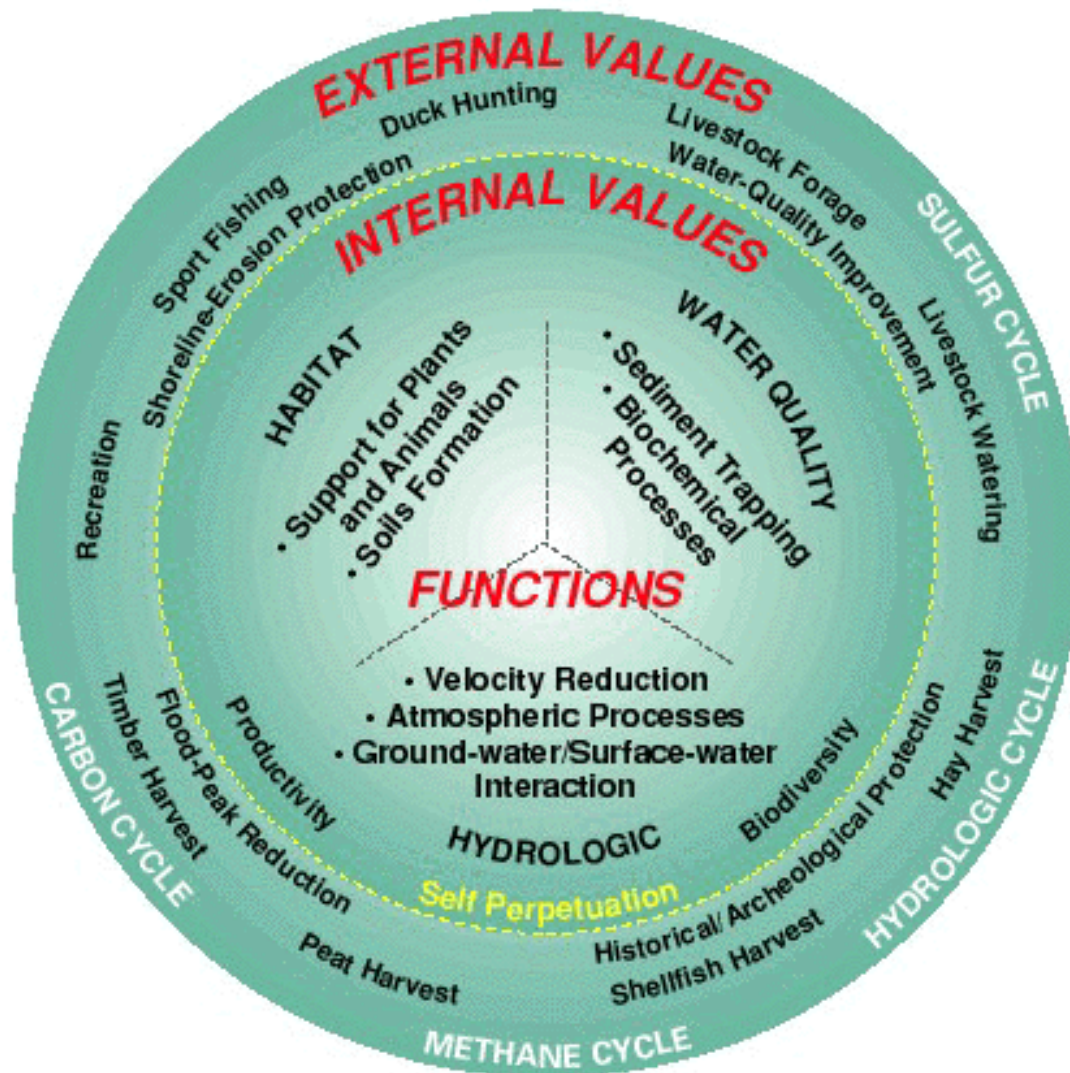 EXTERNAL VALUES
Duck Hunting
Livestock Forage
Water-Quality Improvement
Sport Fishing
Shoreline-Erosion Protection
SULFUR CYCLE
Livestock Watering
Recreation
INTERNAL VALUES
HABITAT
• Support for Plants
and Animals
• Soils Formation
WATER QUALITY
• Sediment Trapping
• Biochemical
Processes
FUNCTIONS
• Velocity Reduction
• Atmospheric Processes
• Ground-water/Surface-water
Interaction
HYDROLOGIC
Productivity
Biodiversity
Self Perpetuation
CARBON CYCLE
Timber Harvest
Flood-Peak Reduction
Peat Harvest
Historical/Archeological Protection
Shellfish Harvest
Hay Harvest
HYDROLOGIC CYCLE
METHANE CYCLE